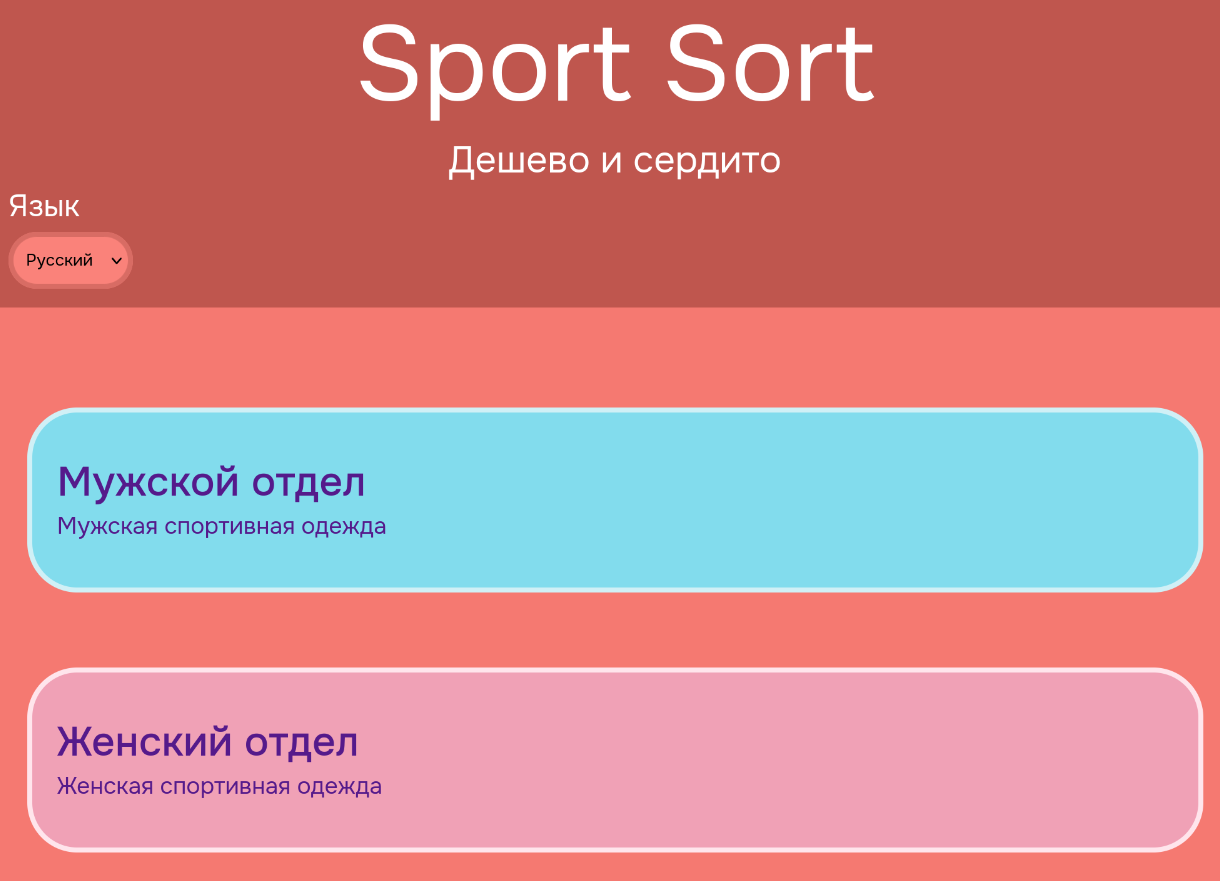 Sport Sort
Дешево и сердито
Язык
Русский
Мужской отдел
Мужская спортивная одежда
Женский отдел
Женская спортивная одежда